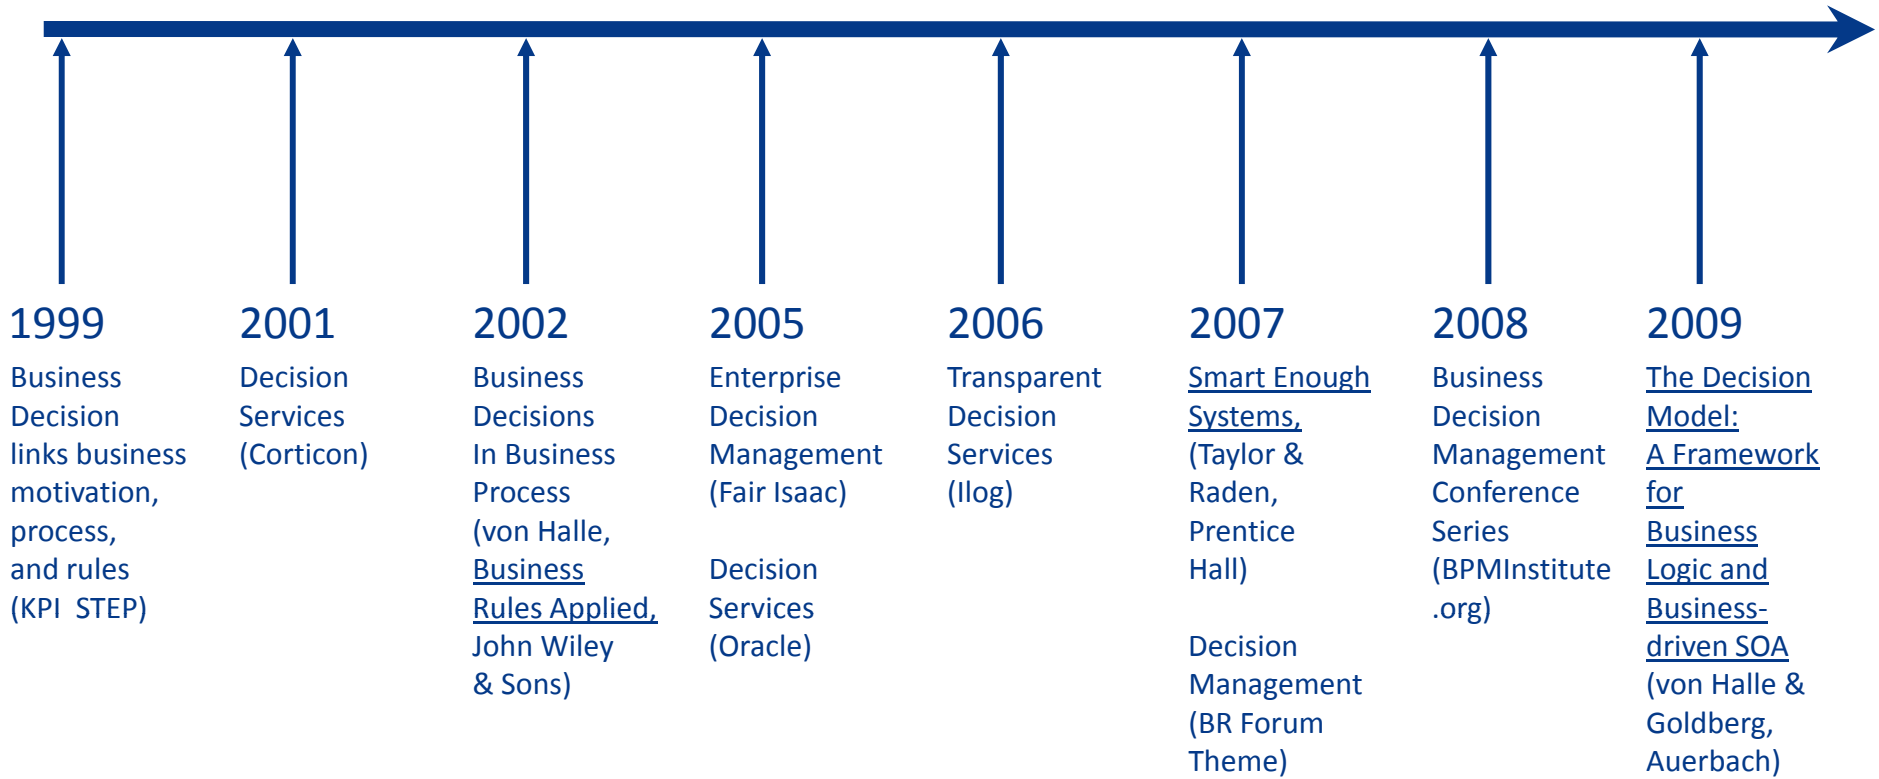 1999
Business
Decision
links business
motivation,
process,
and rules
(KPI STEP)
2001
Decision
Services
(Corticon)
2002
Business
Decisions
In Business
Process
(von Halle,
Business
Rules Applied,
John Wiley
& Sons)
2005
Enterprise
Decision
Management
(Fair Isaac)
Decision
Services
(Oracle)
2006
Transparent
Decision
Services
(Ilog)
2007
Smart Enough
Systems,
(Taylor &
Raden,
Prentice
Hall)
Decision
Management
(BR Forum
Theme)
2008
Business
Decision
Management
Conference
Series
(BPMInstitute
.org)
2009
The Decision
Model:
A Framework
for
Business
Logic and
Business-
driven SOA
(von Halle &
Goldberg,
Auerbach)